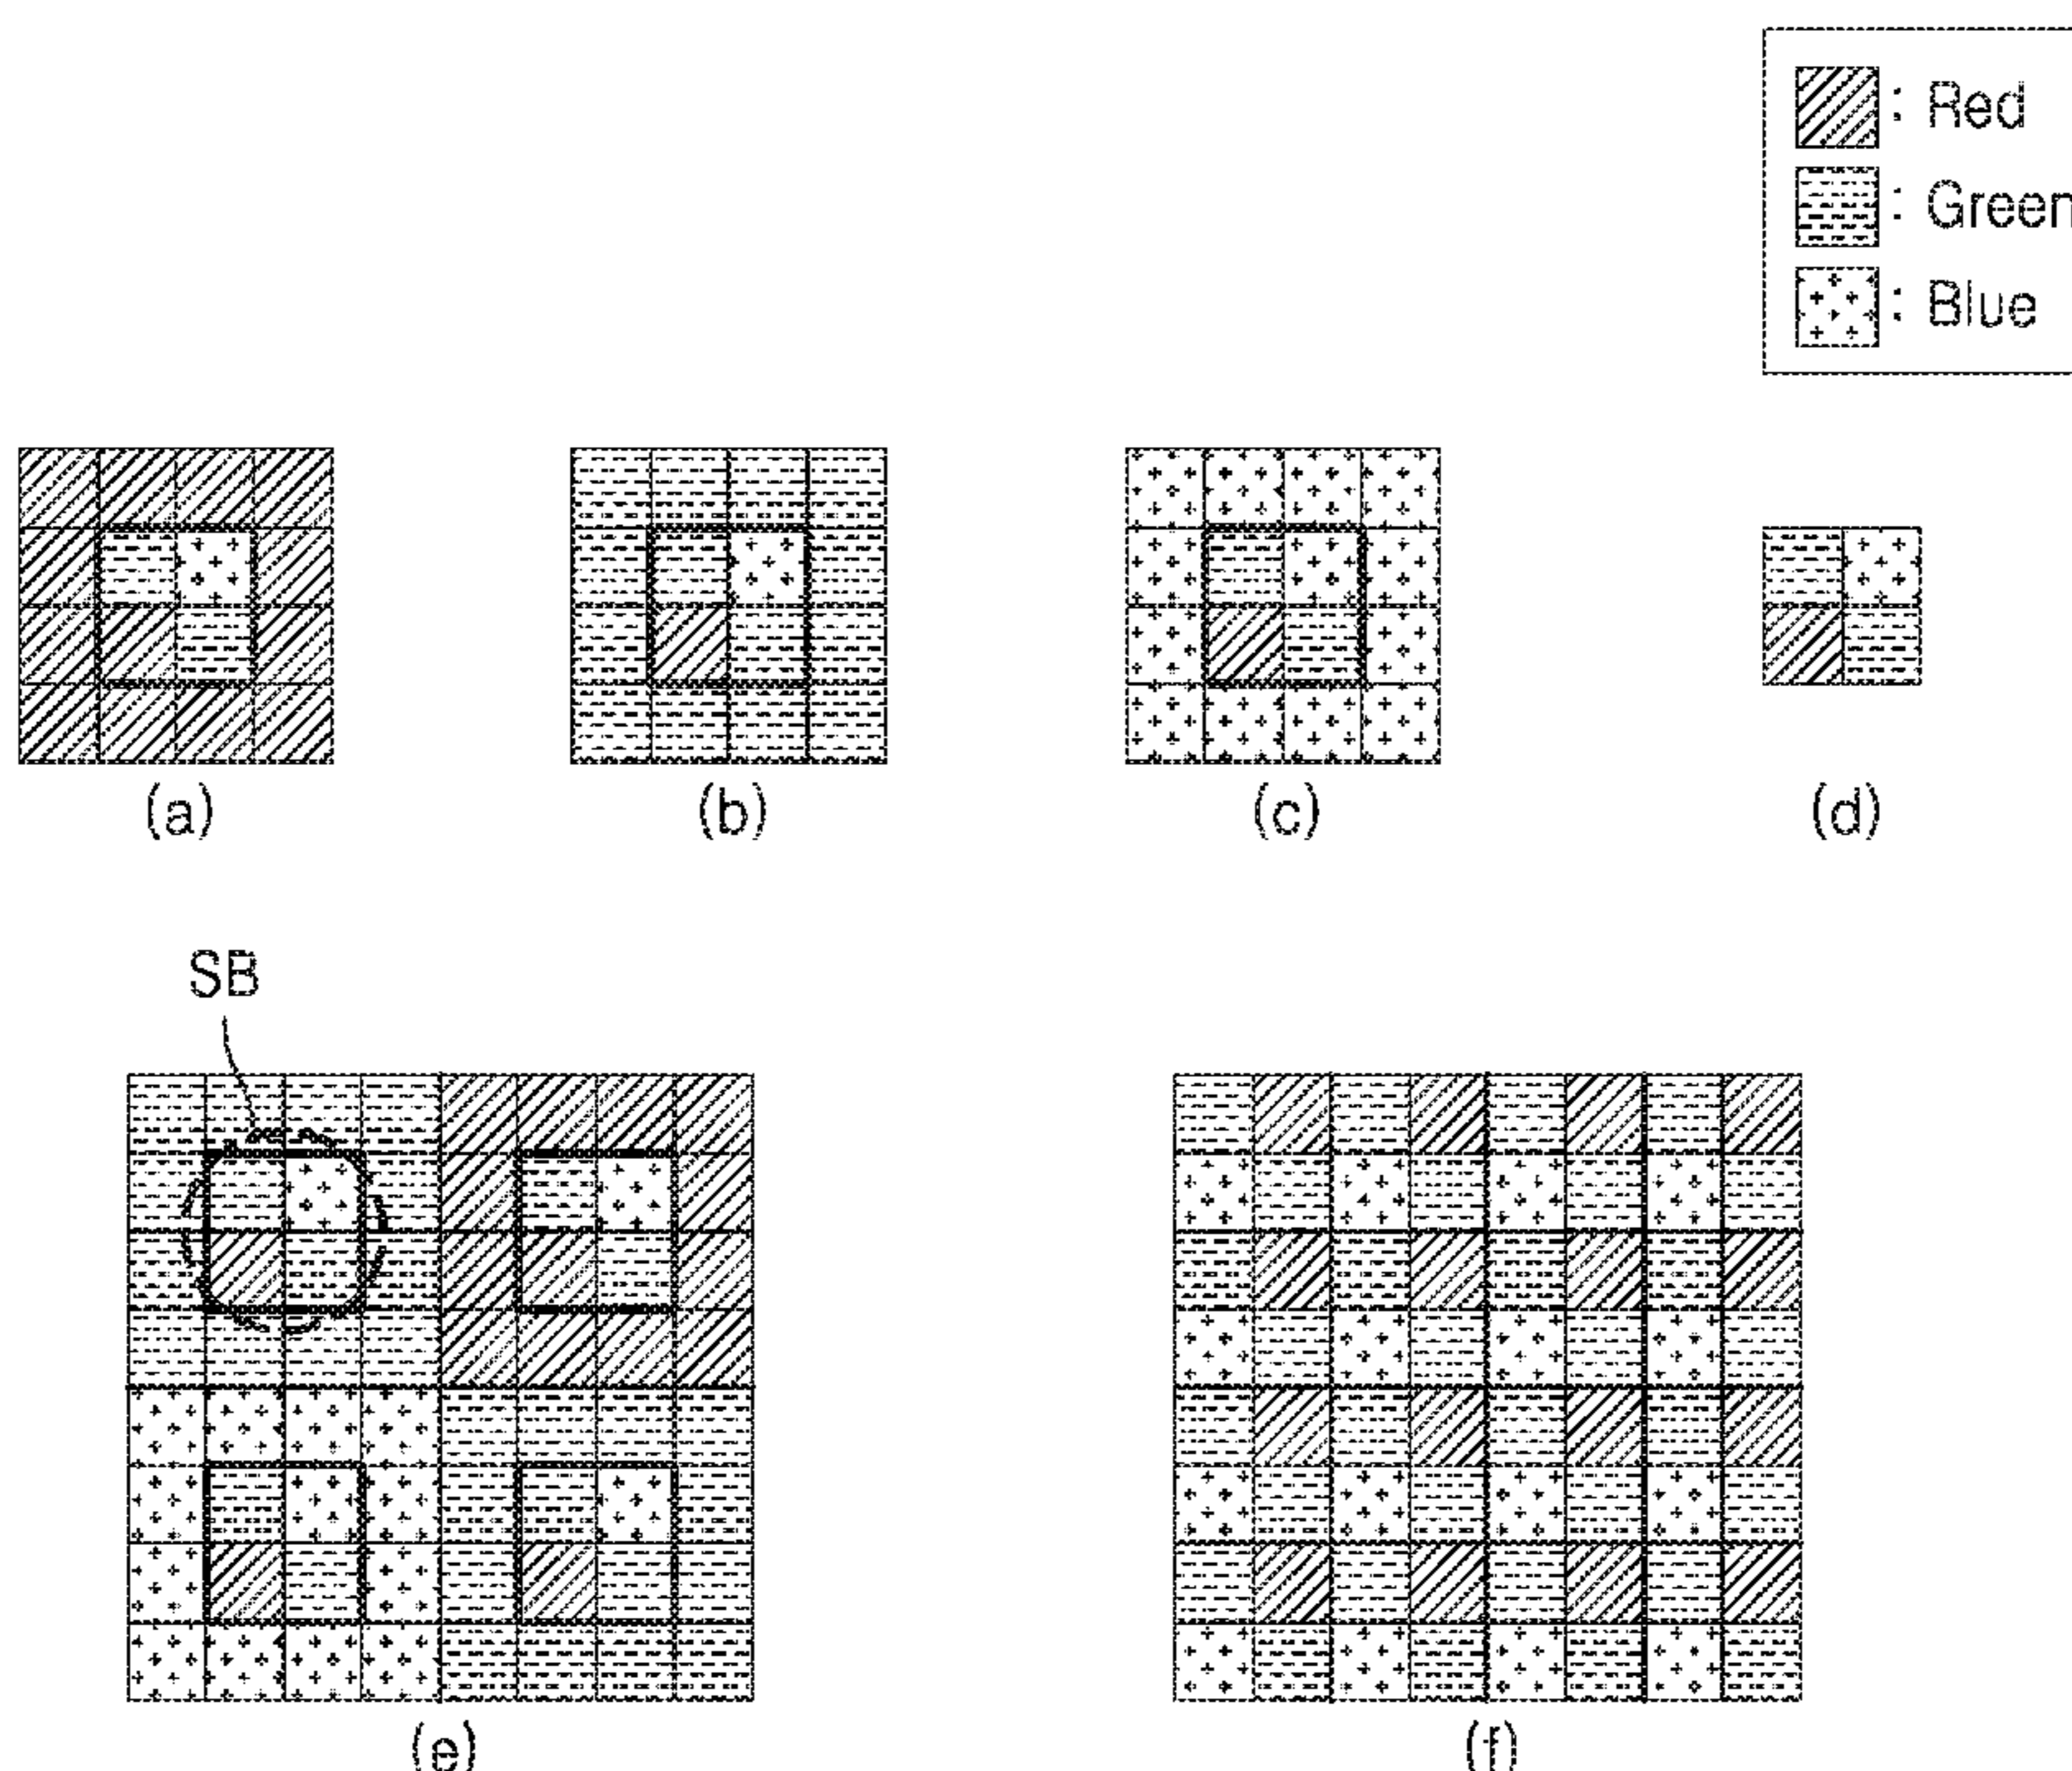 : Red
: Green
: Blue
(a)
(b)
(c)
(d)
SB
(e)
(f)